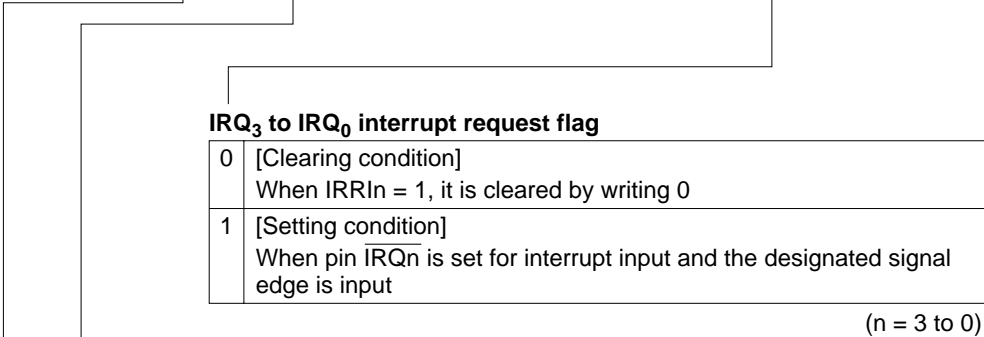 IRQ3 to IRQ0 interrupt request flag
0 [Clearing condition]
When IRRIn = 1, it is cleared by writing 0
1 [Setting condition]
When pin IRQn is set for interrupt input and the designated signal
edge is input
(n = 3 to 0)